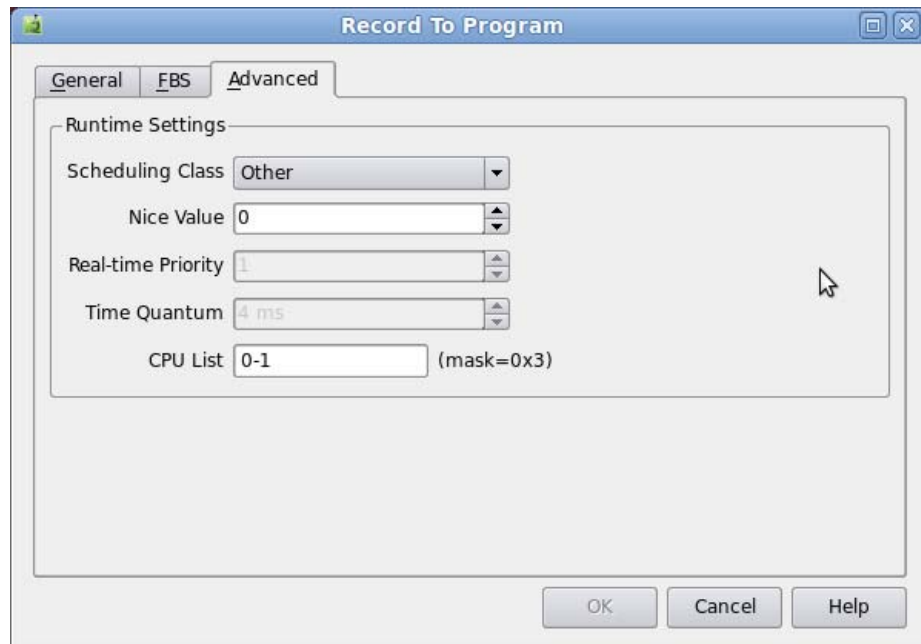 Record To Program
General FBS Advanced
Runtime Settings
Scheduling Class Other
Nice Value 0
Real-time Priority 1
Time Quantum 4 ms
CPU List 0-1 (mask=0x3)
OK Cancel Help